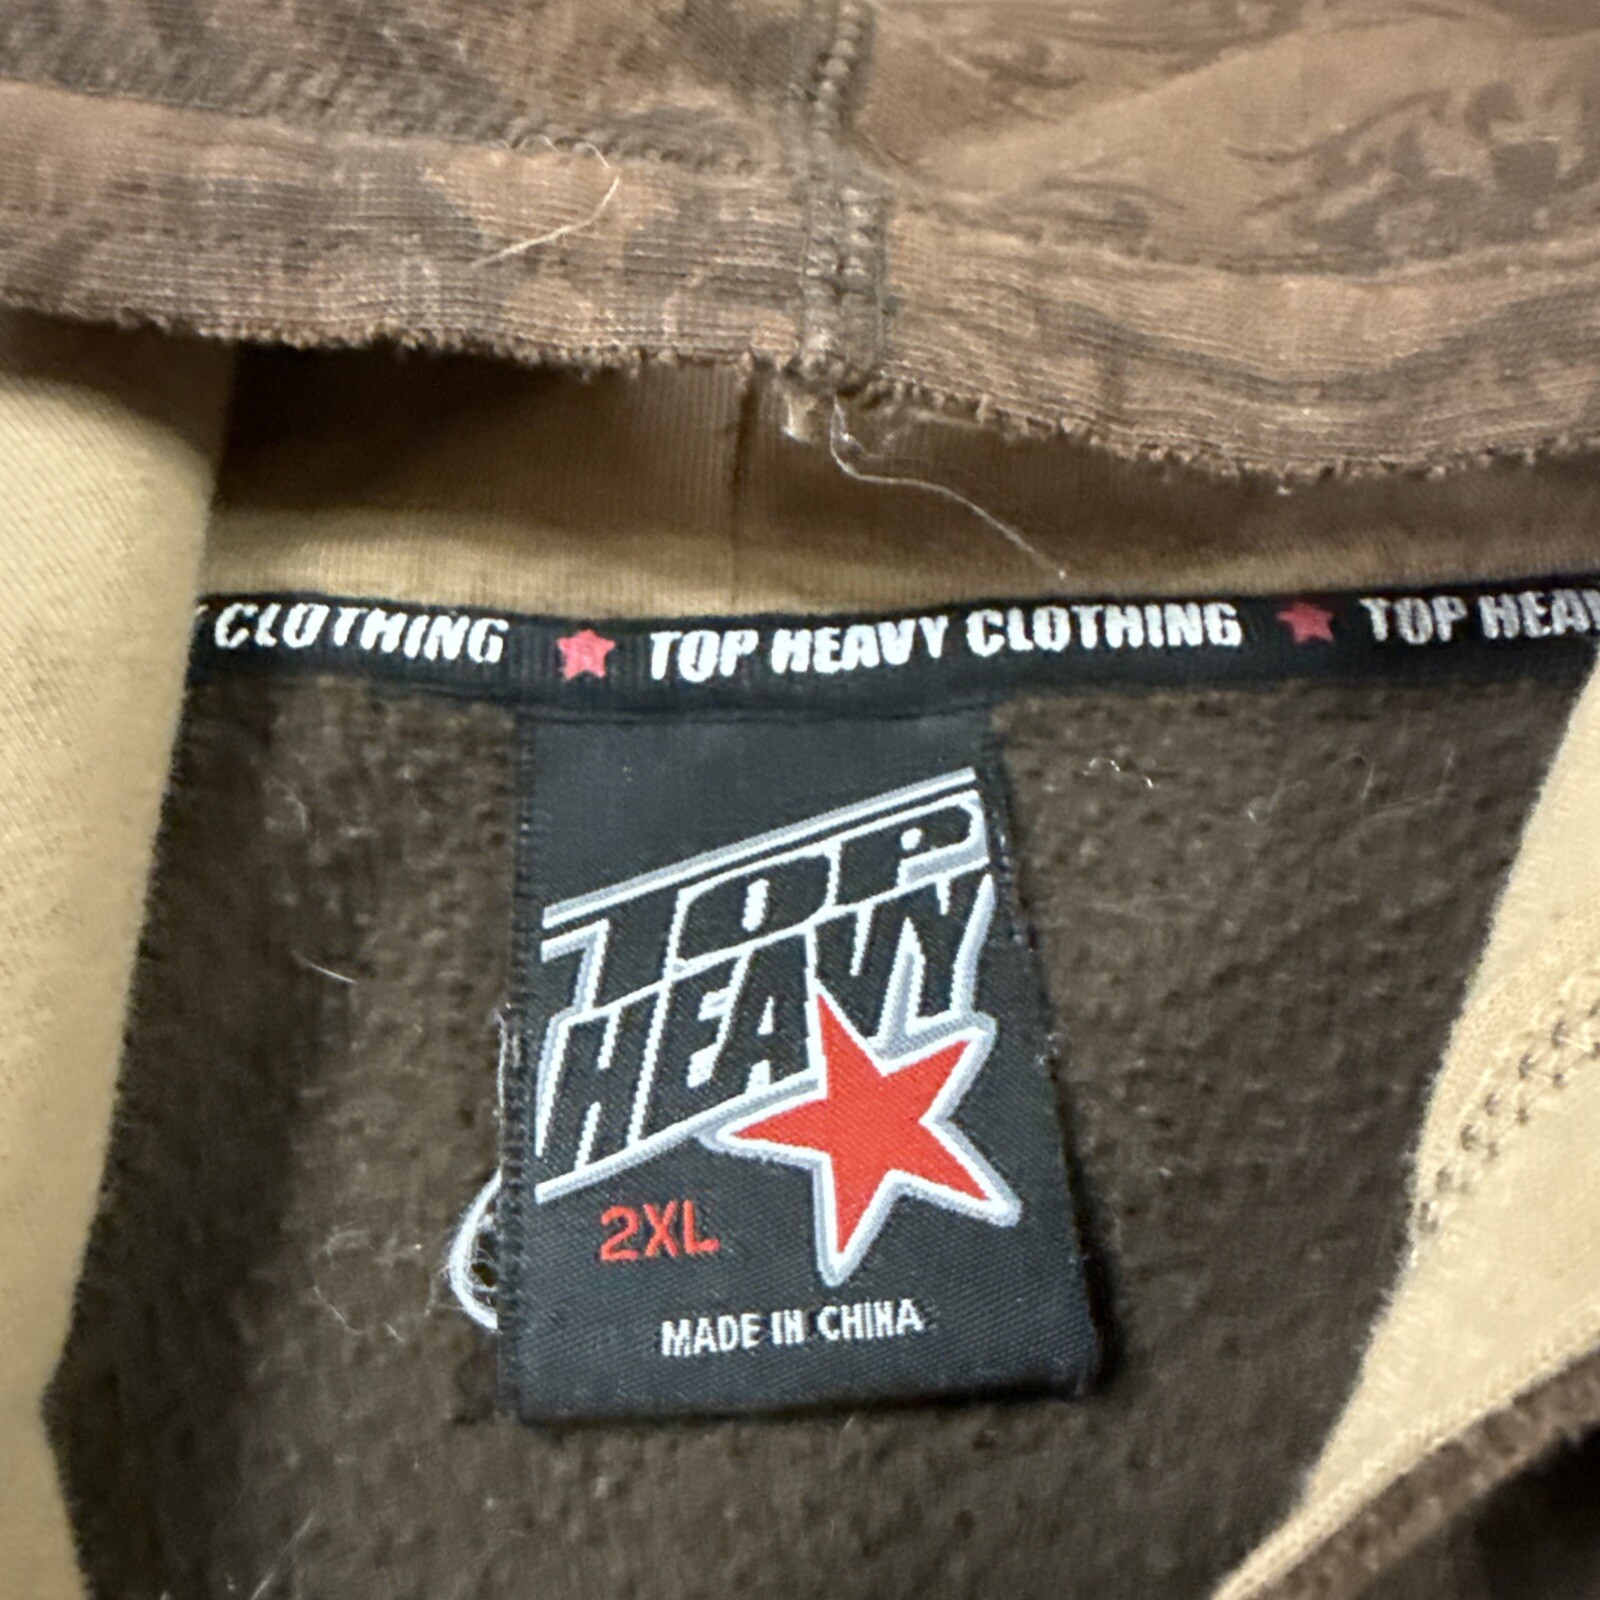 CLOTHING ★ TOP HEAVY CLOTHING ★ TOP HEA
TOP
HEAVY
2XL
MADE IN CHINA